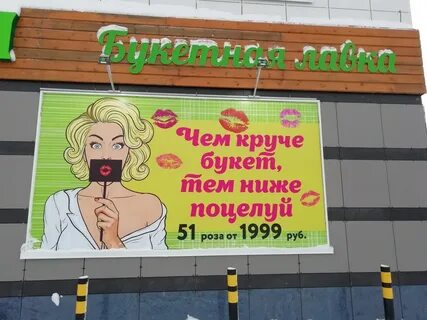 Букетная лавка
Чем круче
букет,
тем ниже
поцелуй
51 роза от 1999 руб.